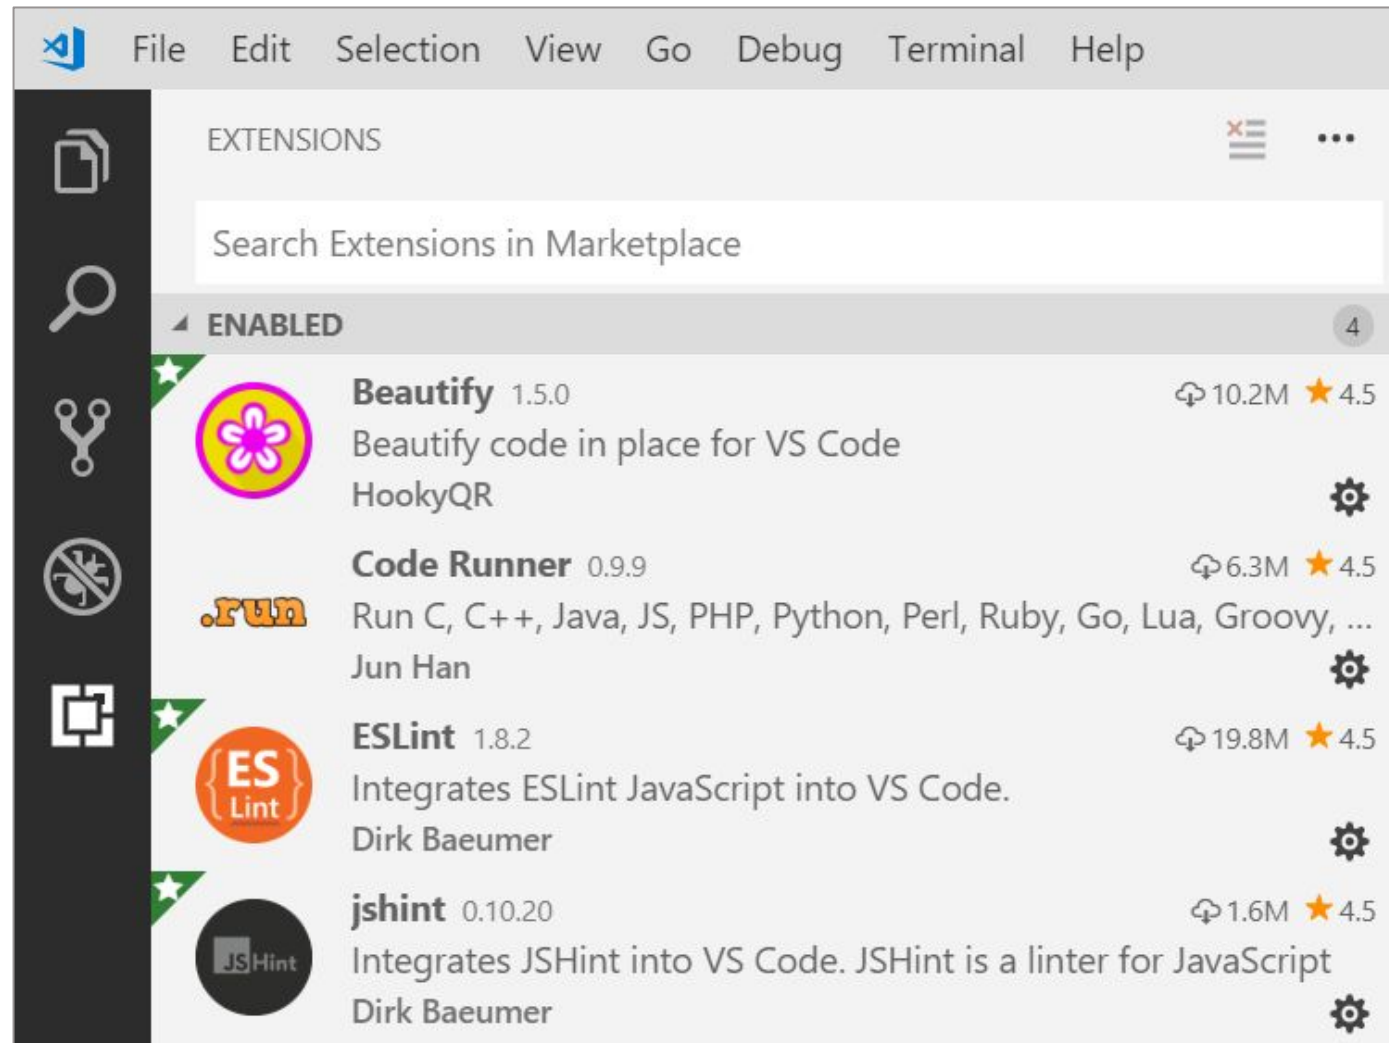 File Edit Selection View Go Debug Terminal Help
EXTENSIONS
Search Extensions in Marketplace
ENABLED 4
Beautify 1.5.0 10.2M 4.5
Beautify code in place for VS Code
HookyQR
Code Runner 0.9.9 6.3M 4.5
.run
Run C, C++, Java, JS, PHP, Python, Perl, Ruby, Go, Lua, Groovy, ...
Jun Han
ESLint 1.8.2 19.8M 4.5
{ES
Lint}
Integrates ESLint JavaScript into VS Code.
Dirk Baeumer
jshint 0.10.20 1.6M 4.5
JSHint
Integrates JSHint into VS Code. JSHint is a linter for JavaScript
Dirk Baeumer